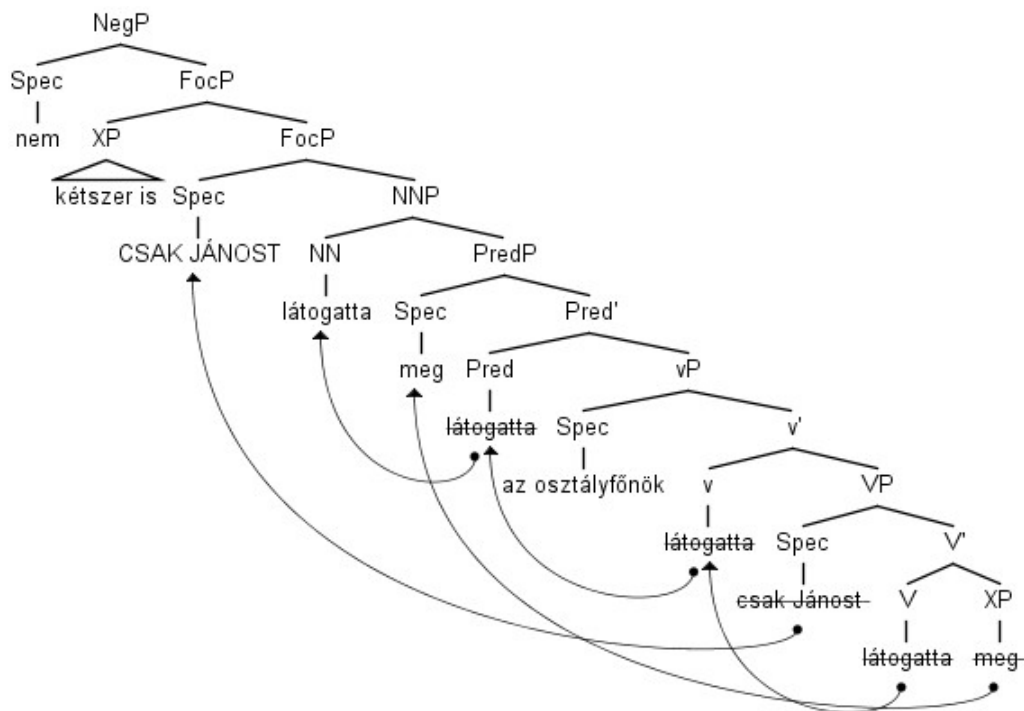 NegP
Spec FocP
nem XP FocP
kétszer is Spec NNP
CSAK JÁNOST NN PredP
látogatta Spec Pred'
meg Pred vP
látogatta Spec v'
az osztályfőnök v VP
látogatta Spec V'
csak Jánost V XP
látogatta meg